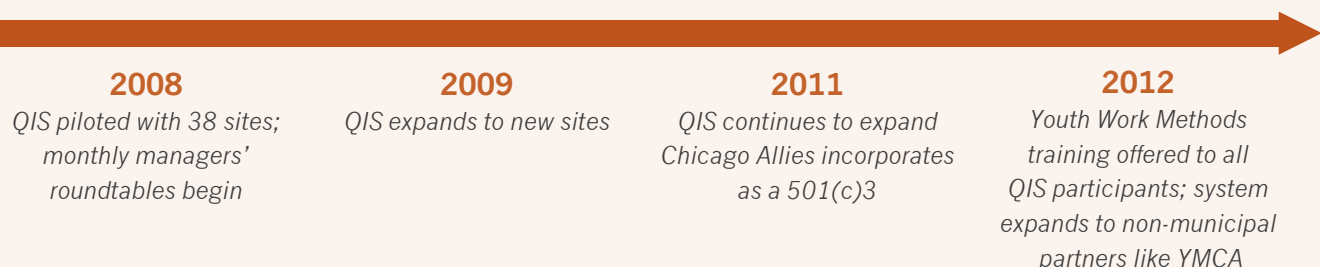 2008
QIS piloted with 38 sites;
monthly managers’
roundtables begin
2009
QIS expands to new sites
2011
QIS continues to expand
Chicago Allies incorporates
as a 501(c)3
2012
Youth Work Methods
training offered to all
QIS participants; system
expands to non-municipal
partners like YMCA